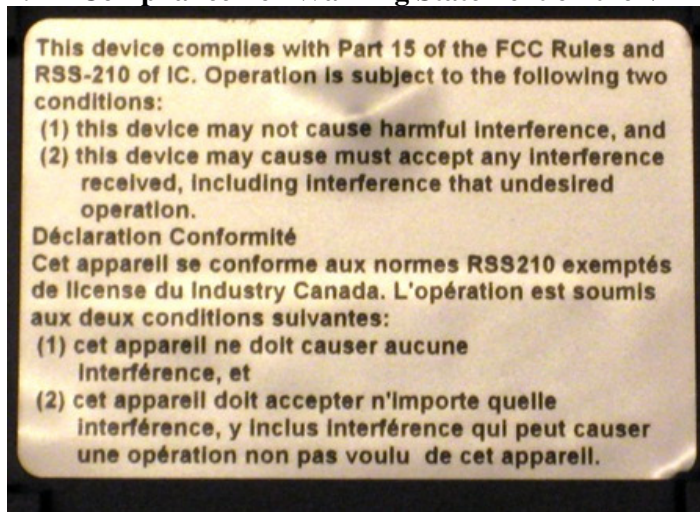 This device complies with Part 15 of the FCC Rules and
RSS-210 of IC. Operation is subject to the following two
conditions:
(1) this device may not cause harmful interference, and
(2) this device may cause must accept any interference
received, including interference that undesired
operation.
Déclaration Conformité
Cet appareil se conforme aux normes RSS210 exemptés
de license du Industry Canada. L'opération est soumis
aux deux conditions suivantes:
(1) cet appareil ne doit causer aucune
interférence, et
(2) cet appareil doit accepter n'importe quelle
interférence, y inclus interférence qui peut causer
une opération non pas voulu de cet appareil.